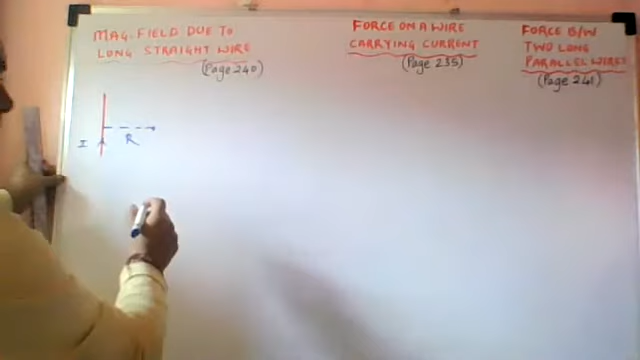 MAG. FIELD DUE TO
LONG STRAIGHT WIRE
(Page 240)
FORCE ON A WIRE
CARRYING CURRENT
(Page 235)
FORCE B/W
TWO LONG
PARALLEL WIRES
(Page 241)
I
R